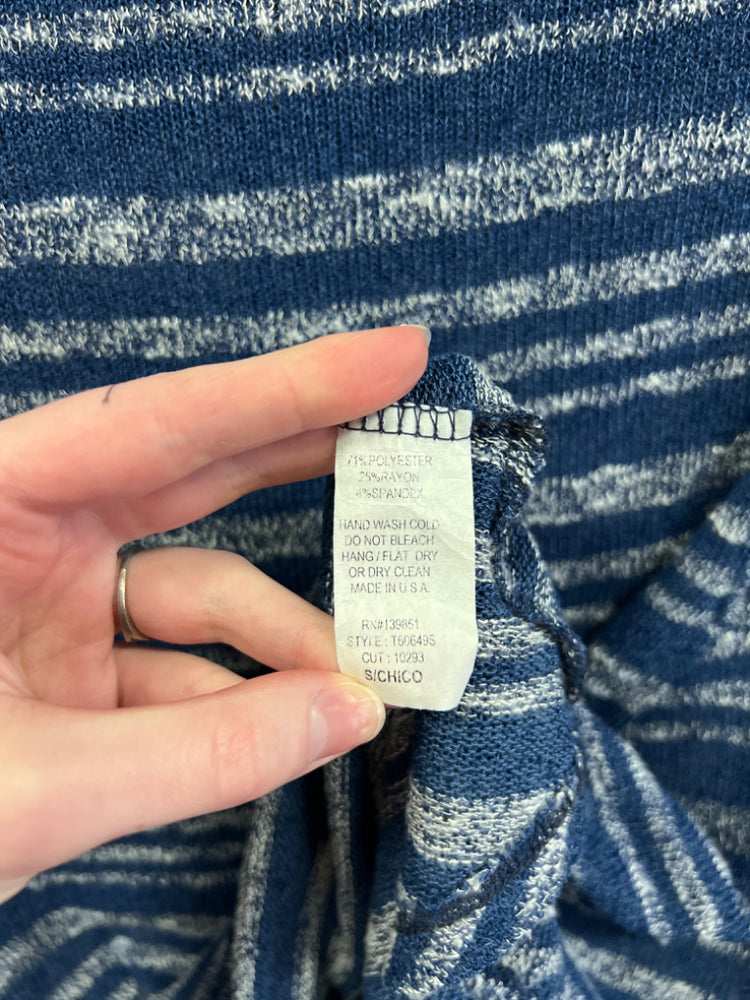 71%POLYESTER
25%RAYON
4%SPANDEX
HAND WASH COLD
DO NOT BLEACH
HANG / FLAT DRY
OR DRY CLEAN
MADE IN U.S.A.
RN#139851
STYLE : T60649S
CUT : 10293
S/CHICO